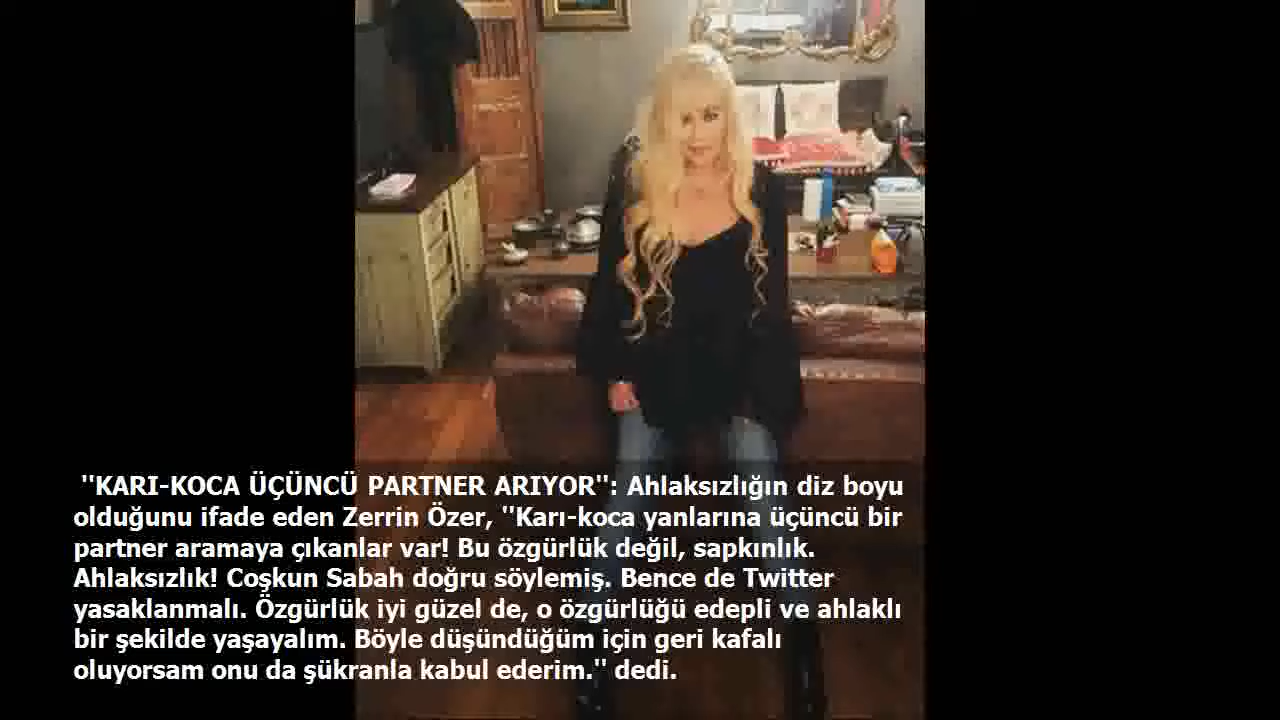 "KARI-KOCA ÜÇÜNCÜ PARTNER ARIYOR": Ahlaksızlığın diz boyu
olduğunu ifade eden Zerrin Özer, "Karı-koca yanlarına üçüncü bir
partner aramaya çıkanlar var! Bu özgürlük değil, sapkınlık.
Ahlaksızlık! Coşkun Sabah doğru söylemiş. Bence de Twitter
yasaklanmalı. Özgürlük iyi güzel de, o özgürlüğü edepli ve ahlaklı
bir şekilde yaşayalım. Böyle düşündüğüm için geri kafalı
oluyorsam onu da şükranla kabul ederim." dedi.